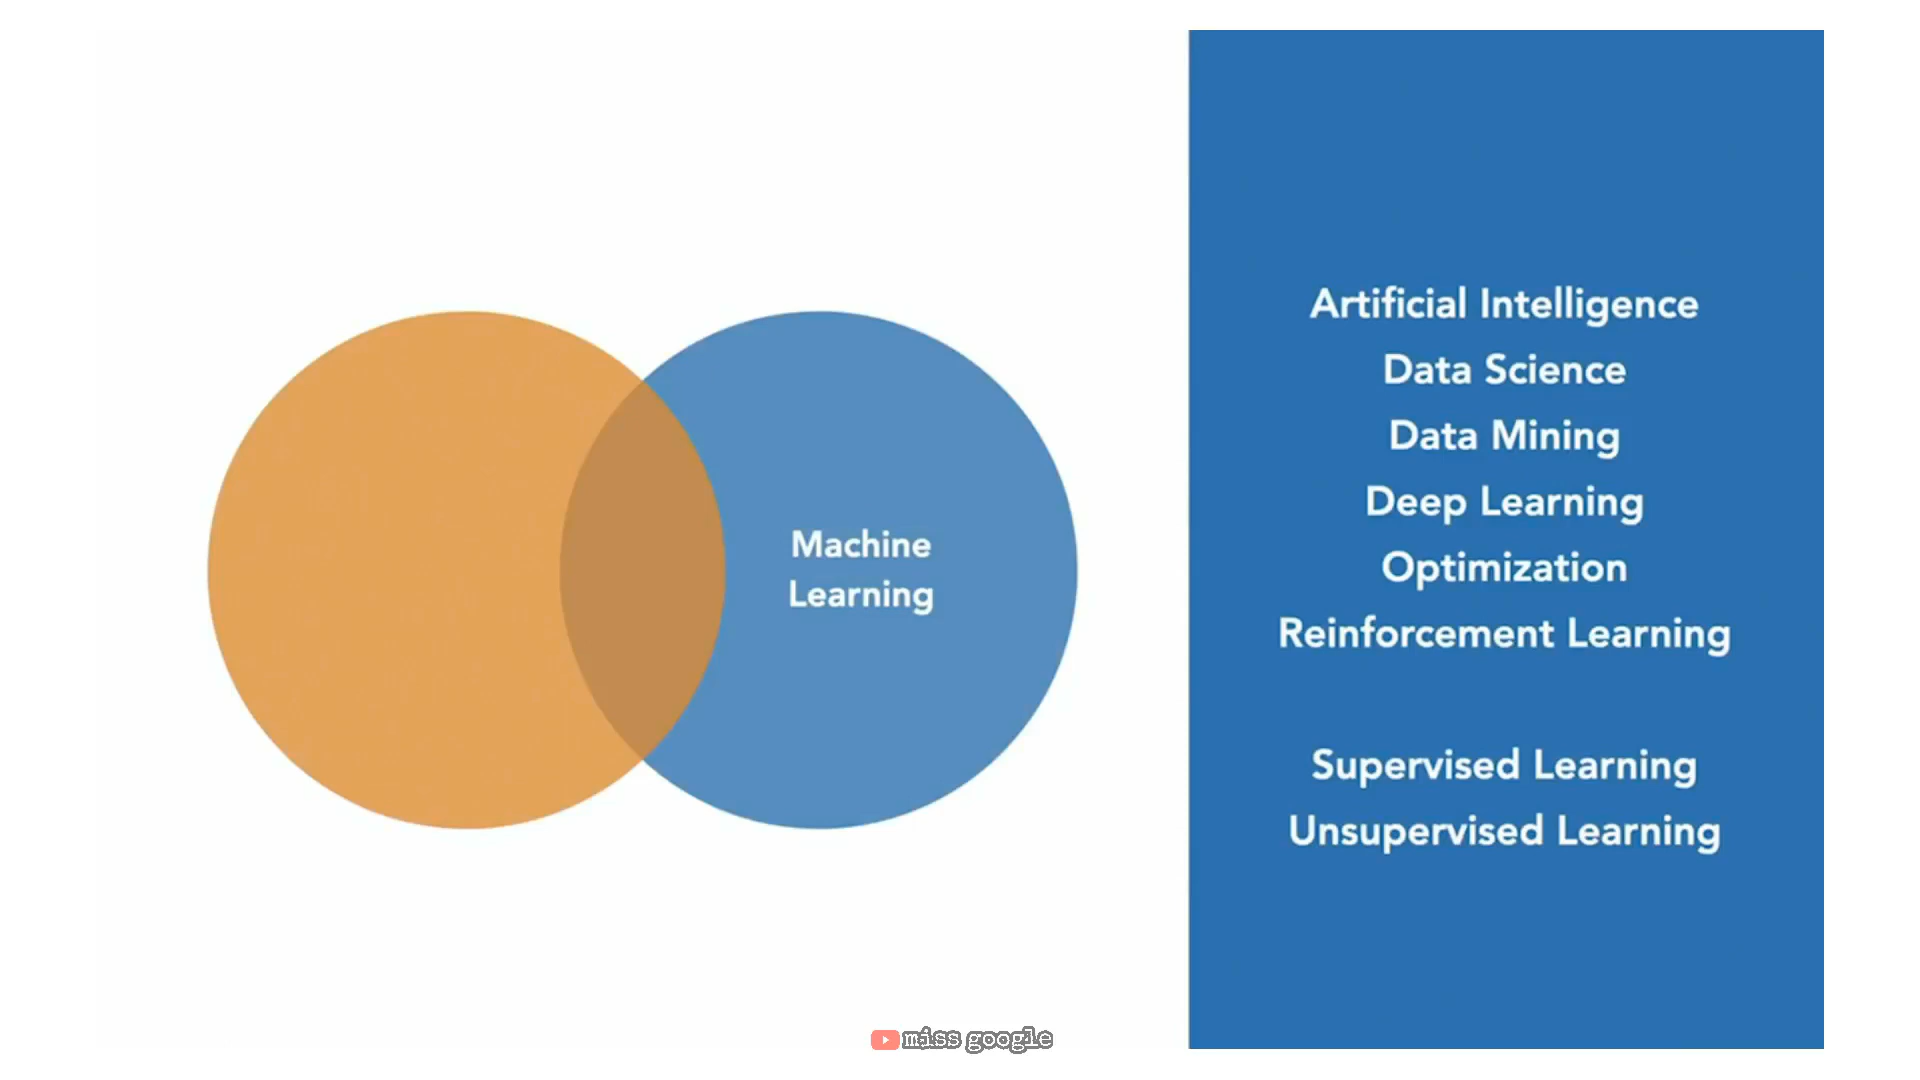 Machine
Learning
Artificial Intelligence
Data Science
Data Mining
Deep Learning
Optimization
Reinforcement Learning
Supervised Learning
Unsupervised Learning
miss google